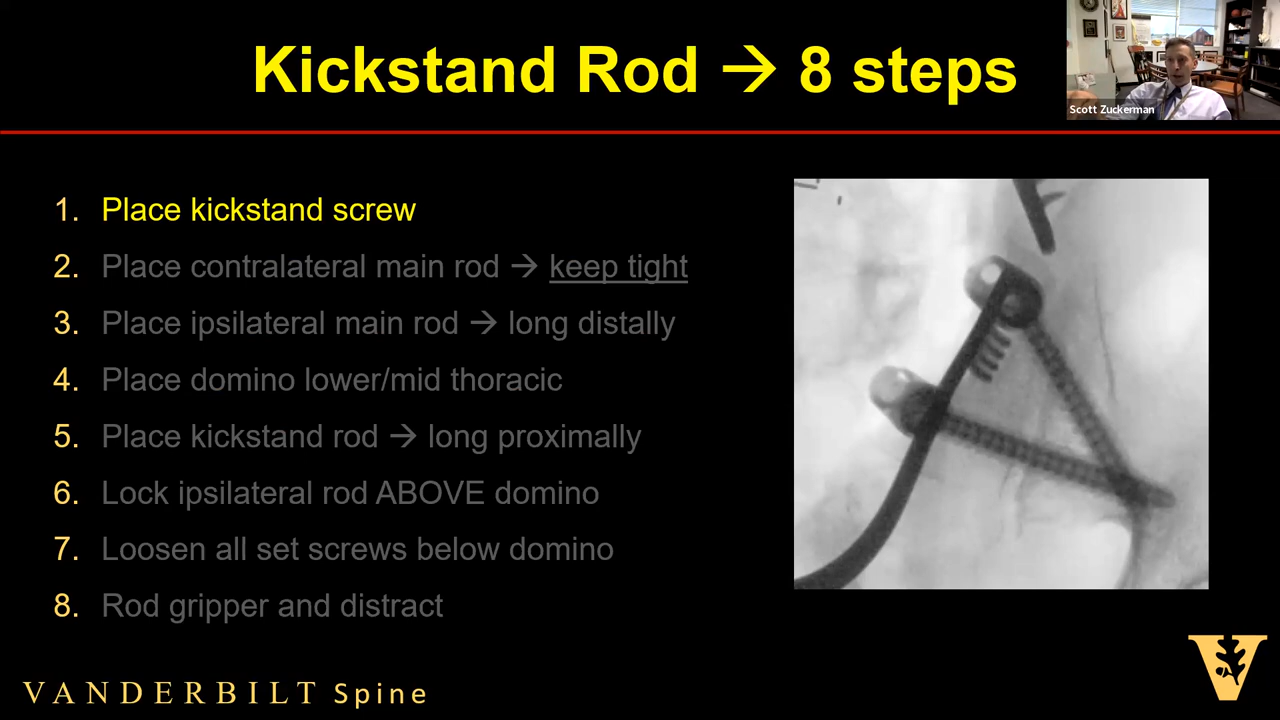 Kickstand Rod → 8 steps
Scott Zuckerman
1. Place kickstand screw
2. Place contralateral main rod → keep tight
3. Place ipsilateral main rod → long distally
4. Place domino lower/mid thoracic
5. Place kickstand rod → long proximally
6. Lock ipsilateral rod ABOVE domino
7. Loosen all set screws below domino
8. Rod gripper and distract
VANDERBILT Spine
V